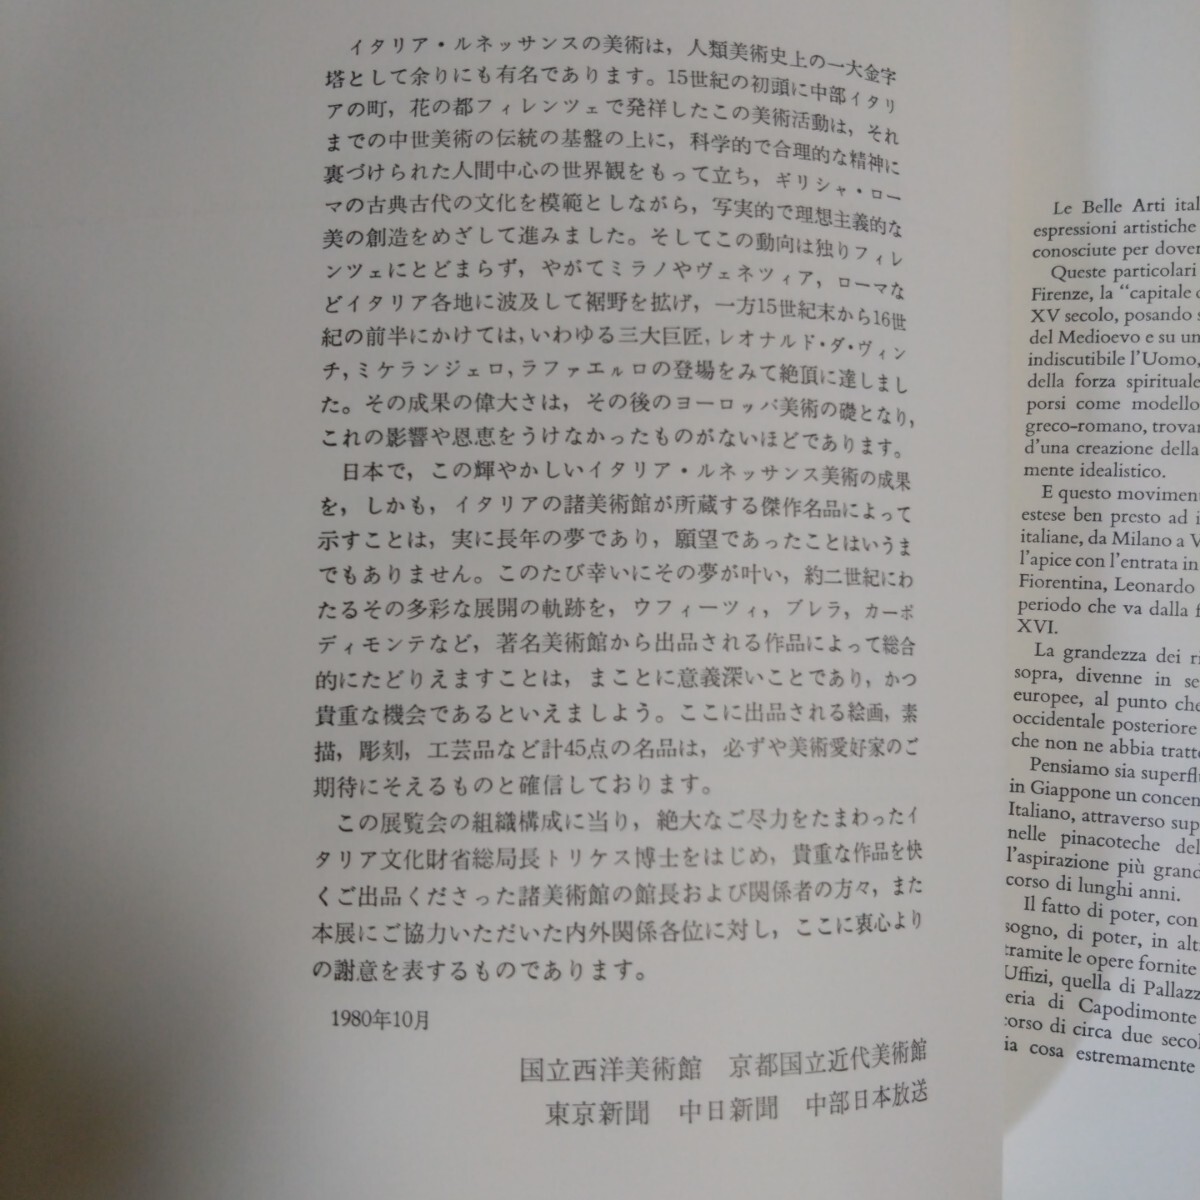 イタリア・ルネッサンスの美術は，人類美術史上の一大金字
塔として余りにも有名であります。15世紀の初頭に中部イタリ
アの町，花の都フィレンツェで発祥したこの美術活動は，それ
までの中世美術の伝統の基盤の上に，科学的で合理的な精神に
裏づけられた人間中心の世界観をもって立ち，ギリシャ・ロー
マの古典古代の文化を模範としながら，写実的で理想主義的な
美の創造をめざして進みました。そしてこの動向は独りフィレ
ンツェにとどまらず，やがてミラノやヴェネツィア，ローマな
どイタリア各地に波及して裾野を拡げ，一方15世紀末から16世
紀の前半にかけては，いわゆる三大巨匠，レオナルド・ダ・ヴィン
チ，ミケランジェロ，ラファエルロの登場をみて絶頂に達しまし
た。その成果の偉大さは，その後のヨーロッパ美術の礎となり，
これの影響や恩恵をうけなかったものがないほどであります。
日本で，この輝やかしいイタリア・ルネッサンス美術の成果
を，しかも，イタリアの諸美術館が所蔵する傑作名品によって
示すことは，実に長年の夢であり，願望であったことはいうま
でもありません。このたび幸いにその夢が叶い，約二世紀にわ
たるその多彩な展開の軌跡を，ウフィーツィ，ブレラ，カーポ
ディモンテなど，著名美術館から出品される作品によって総合
的にたどりえますことは，まことに意義深いことであり，かつ
貴重な機会であるといえましよう。ここに出品される絵画，素
描，彫刻，工芸品など計45点の名品は，必ずや美術愛好家のご
期待にそえるものと確信しております。
この展覧会の組織構成に当り，絶大なご尽力をたまわったイ
タリア文化財省総局長トリケス博士をはじめ，貴重な作品を快
くご出品くださった諸美術館の館長および関係者の方々，また
本展にご協力いただいた内外関係各位に対し，ここに衷心より
の謝意を表するものであります。
1980年10月
国立西洋美術館　京都国立近代美術館
東京新聞　中日新聞　中部日本放送
Le Belle Arti ital
espressioni artistiche
conosciute per dover
Queste particolari
Firenze, la “capitale
XV secolo, posando s
del Medioevo e su un
indiscutibile l’Uomo,
della forza spirituale
porsi come modello
greco-romano, trovan
d’una creazione della
mente idealistico.
E questo moviment
estese ben presto ad i
italiane, da Milano a V
l’apice con l’entrata in
Fiorentina, Leonardo
periodo che va dalla f
XVI.
La grandezza dei ri
sopra, divenne in se
europee, al punto che
occidentale posteriore
che non ne abbia tratto
Pensiamo sia superflu
in Giappone un concen
Italiano, attraverso sup
nelle pinacoteche del
l’aspirazione più grand
corso di lunghi anni.
Il fatto di poter, con
sogno, di poter, in alt
tramite le opere fornite
Uffizi, quella di Palazz
eria di Capodimonte
corso di circa due secol
ia cosa estremamente